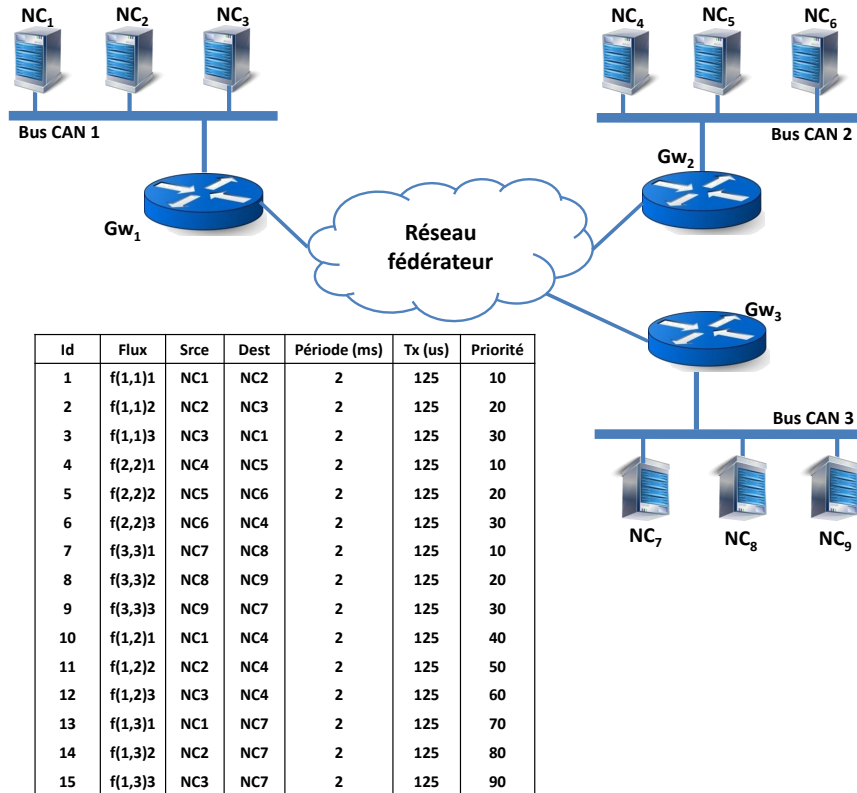 NC1 NC2 NC3
NC4 NC5 NC6
Bus CAN 1
Bus CAN 2
Gw1
Gw2
Réseau
fédérateur
Gw3
Bus CAN 3
NC7 NC8 NC9
Id Flux Srce Dest Période (ms) Tx (us) Priorité
1 f(1,1)1 NC1 NC2 2 125 10
2 f(1,1)2 NC2 NC3 2 125 20
3 f(1,1)3 NC3 NC1 2 125 30
4 f(2,2)1 NC4 NC5 2 125 10
5 f(2,2)2 NC5 NC6 2 125 20
6 f(2,2)3 NC6 NC4 2 125 30
7 f(3,3)1 NC7 NC8 2 125 10
8 f(3,3)2 NC8 NC9 2 125 20
9 f(3,3)3 NC9 NC7 2 125 30
10 f(1,2)1 NC1 NC4 2 125 40
11 f(1,2)2 NC2 NC4 2 125 50
12 f(1,2)3 NC3 NC4 2 125 60
13 f(1,3)1 NC1 NC7 2 125 70
14 f(1,3)2 NC2 NC7 2 125 80
15 f(1,3)3 NC3 NC7 2 125 90